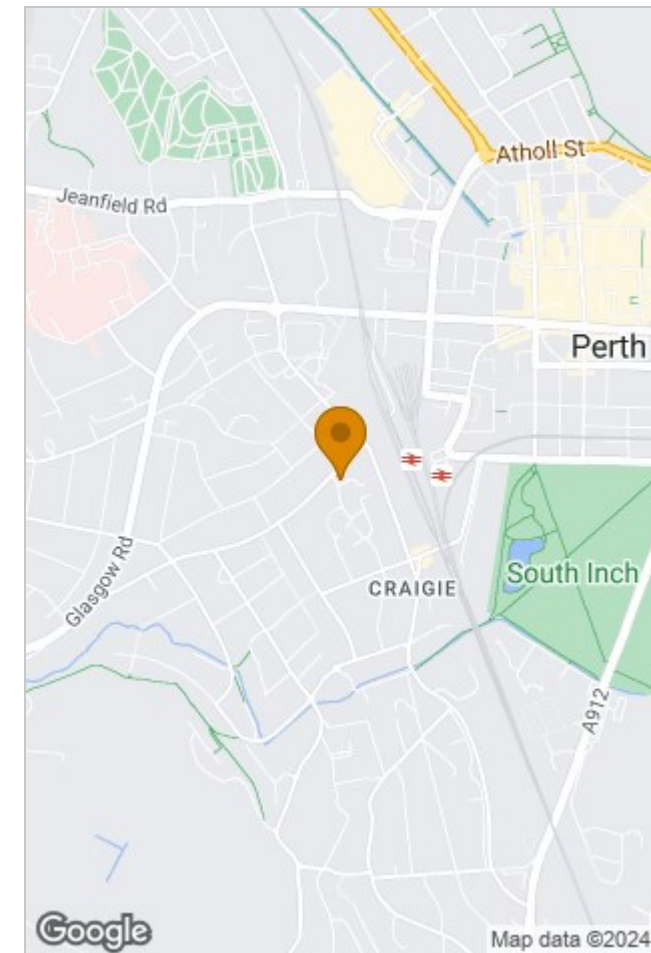 Atholl St
Jeanfield Rd
Perth
Glasgow Rd
CRAIGIE
South Inch
A912
Google
Map data ©2024